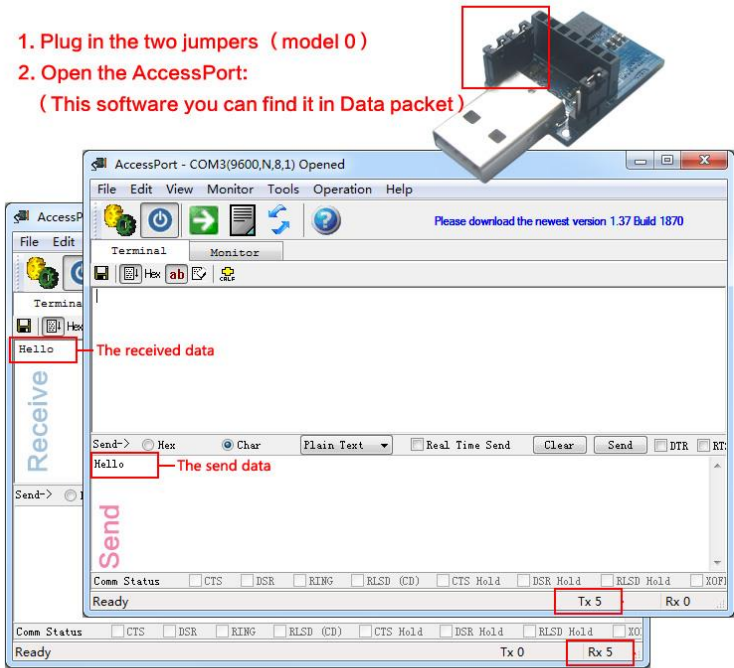 1. Plug in the two jumpers（model 0）
2. Open the AccessPort:
（This software you can find it in Data packet）
AccessPort - COM3(9600,N,8,1) Opened
File Edit View Monitor Tools Operation Help
Please download the newest version 1.37 Build 1870
Terminal Monitor
Hex ab CRLF
The received data
Send-> Hex Char Plain Text Real Time Send Clear Send DTR RT
Hello
The send data
Send
Comm Status CTS DSR RING RLSD (CD) CTS Hold DSR Hold RLSD Hold XOF
Ready Tx 5 Rx 0
AccessP
File Edit
Termina
Hex
Hello
Receive
Send->
Comm Status CTS DSR RING RLSD (CD) CTS Hold DSR Hold RLSD Hold XO
Ready Tx 0 Rx 5